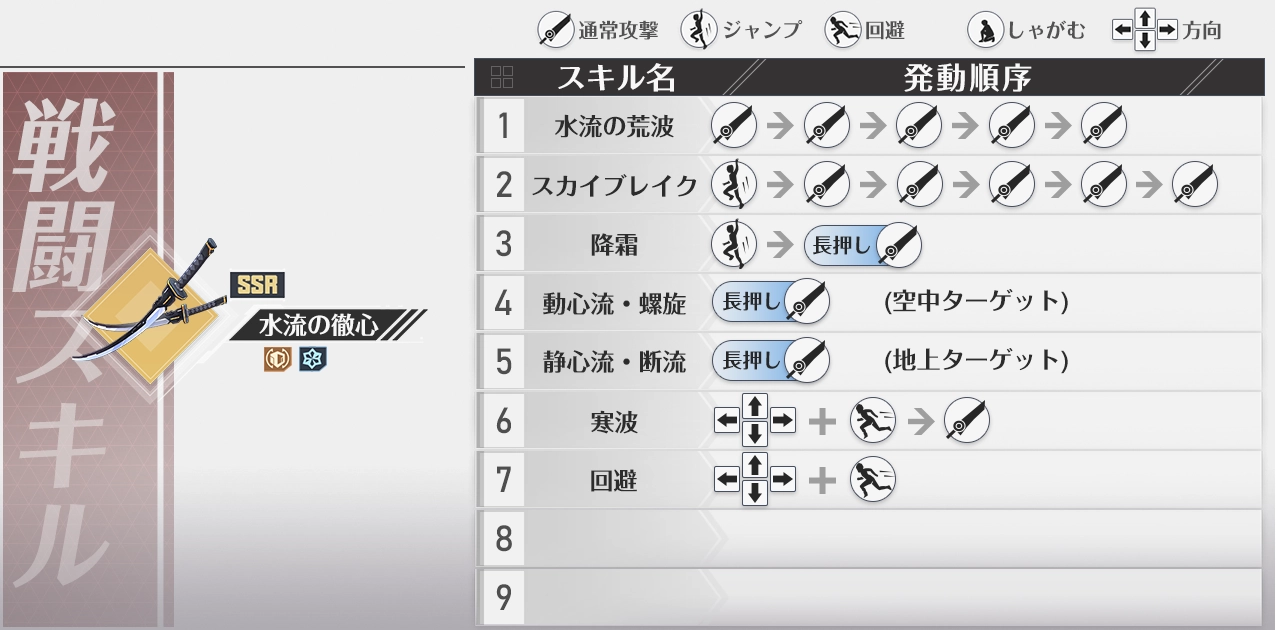 通常攻撃 ジャンプ 回避 しゃがむ 方向
戦闘スキル
SSR
水流の徹心
スキル名 発動順序
1 水流の荒波
2 スカイブレイク
3 降霜 長押し
4 動心流・螺旋 長押し (空中ターゲット)
5 静心流・断流 長押し (地上ターゲット)
6 寒波
7 回避
8
9